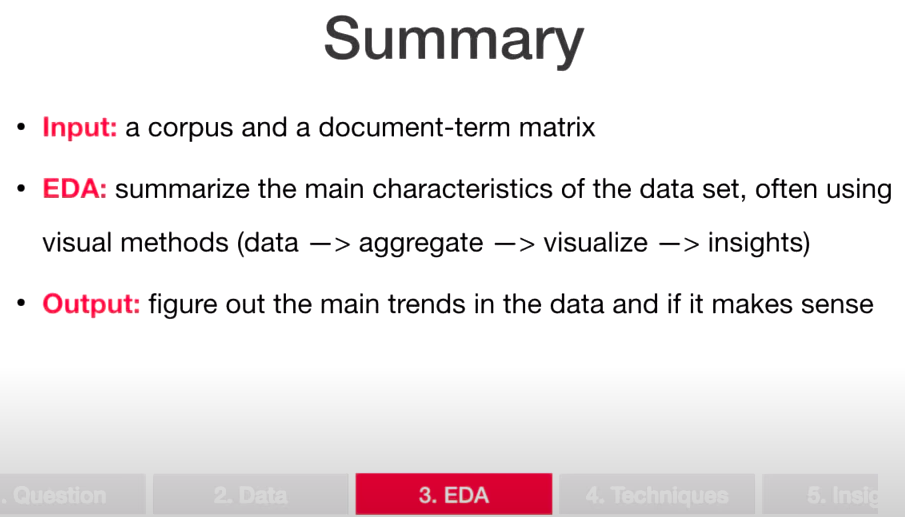 Summary
• Input: a corpus and a document-term matrix
• EDA: summarize the main characteristics of the data set, often using
visual methods (data —> aggregate —> visualize —> insights)
• Output: figure out the main trends in the data and if it makes sense
. Question 2. Data 3. EDA 4. Techniques 5. Insig